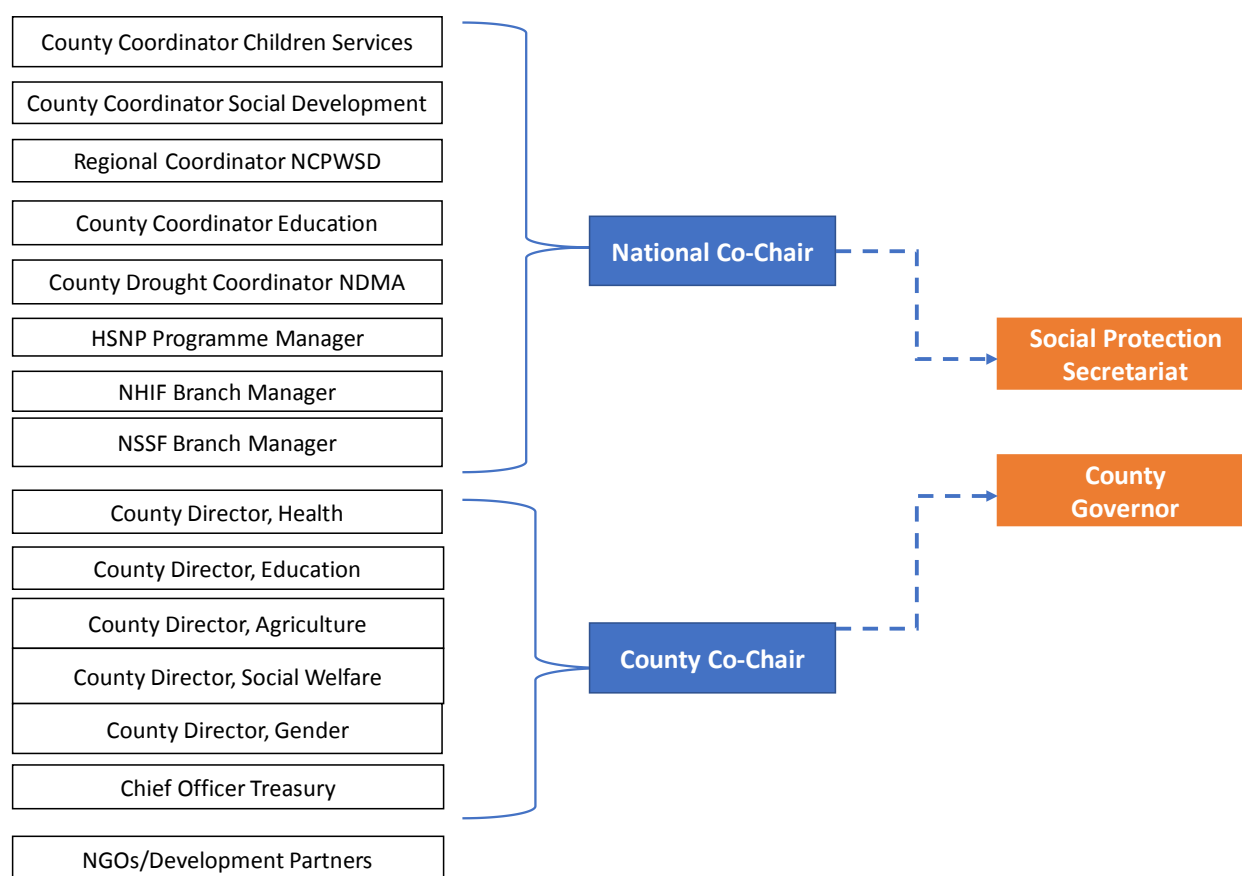 County Coordinator Children Services
County Coordinator Social Development
Regional Coordinator NCPWSD
County Coordinator Education
County Drought Coordinator NDMA
HSNP Programme Manager
NHIF Branch Manager
NSSF Branch Manager
County Director, Health
County Director, Education
County Director, Agriculture
County Director, Social Welfare
County Director, Gender
Chief Officer Treasury
NGOs/Development Partners
National Co-Chair
County Co-Chair
Social Protection
Secretariat
County
Governor